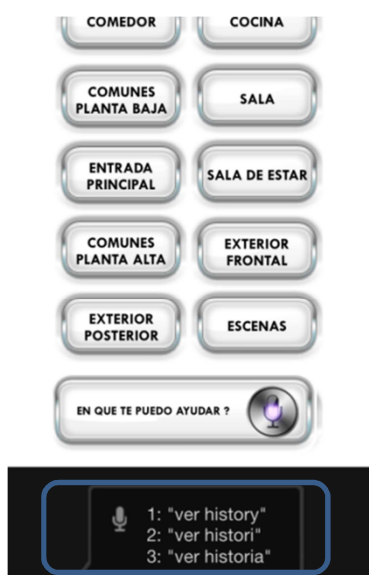 COMEDOR
COCINA
COMUNES
PLANTA BAJA
SALA
ENTRADA
PRINCIPAL
SALA DE ESTAR
COMUNES
PLANTA ALTA
EXTERIOR
FRONTAL
EXTERIOR
POSTERIOR
ESCENAS
EN QUE TE PUEDO AYUDAR ?
1: "ver history"
2: "ver histori"
3: "ver historia"